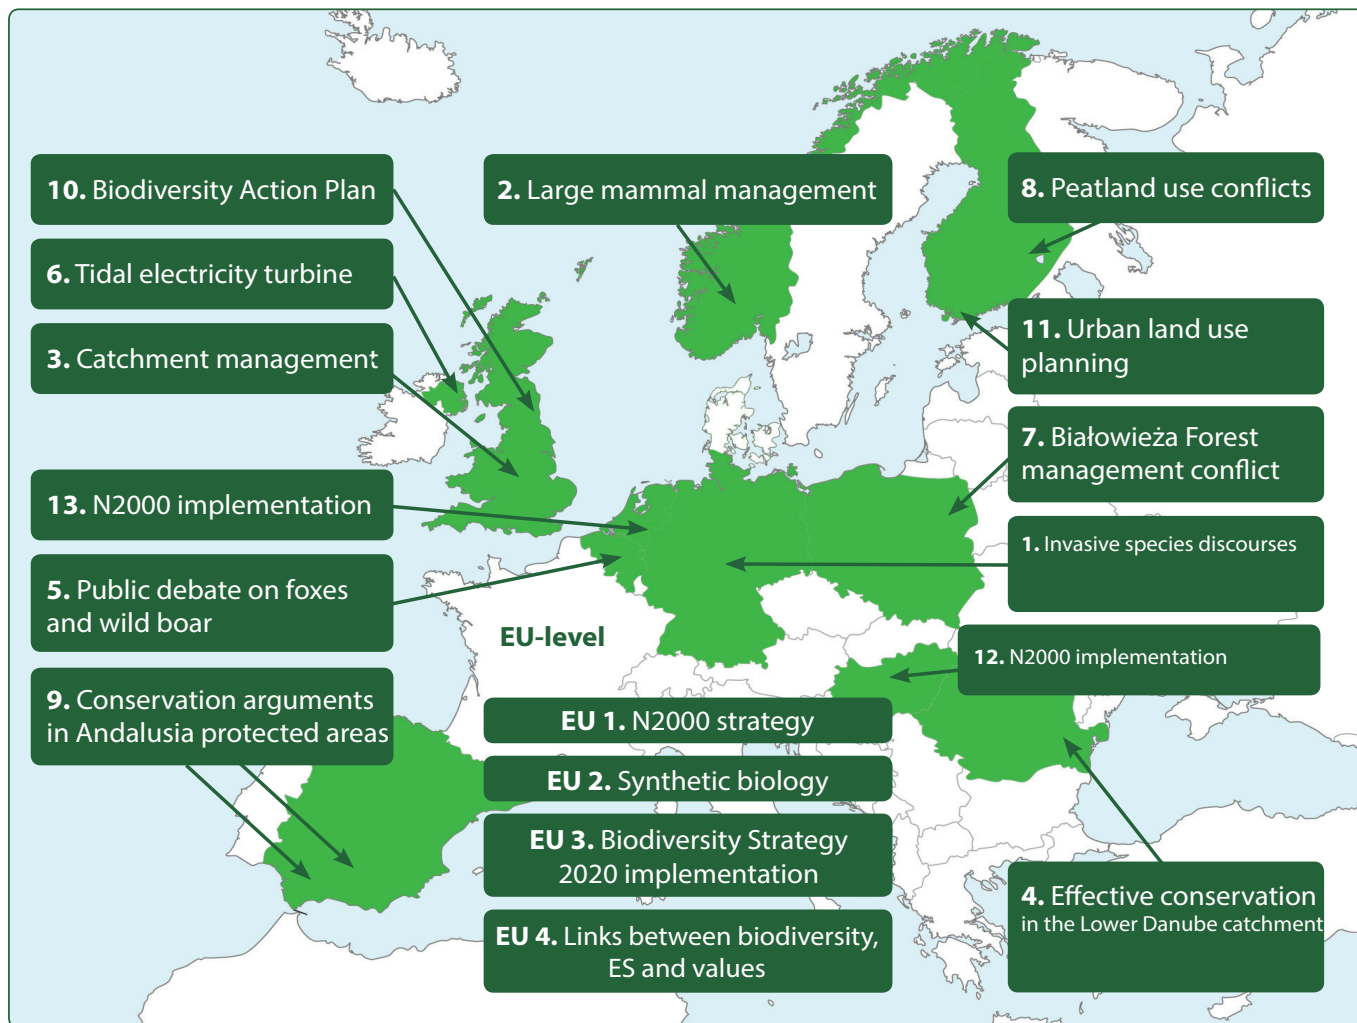 10. Biodiversity Action Plan
6. Tidal electricity turbine
3. Catchment management
13. N2000 implementation
5. Public debate on foxes
and wild boar
9. Conservation arguments
in Andalusia protected areas
2. Large mammal management
EU-level
EU 1. N2000 strategy
EU 2. Synthetic biology
EU 3. Biodiversity Strategy
2020 implementation
EU 4. Links between biodiversity,
ES and values
8. Peatland use conflicts
11. Urban land use
planning
7. Białowieża Forest
management conflict
1. Invasive species discourses
12. N2000 implementation
4. Effective conservation
in the Lower Danube catchment